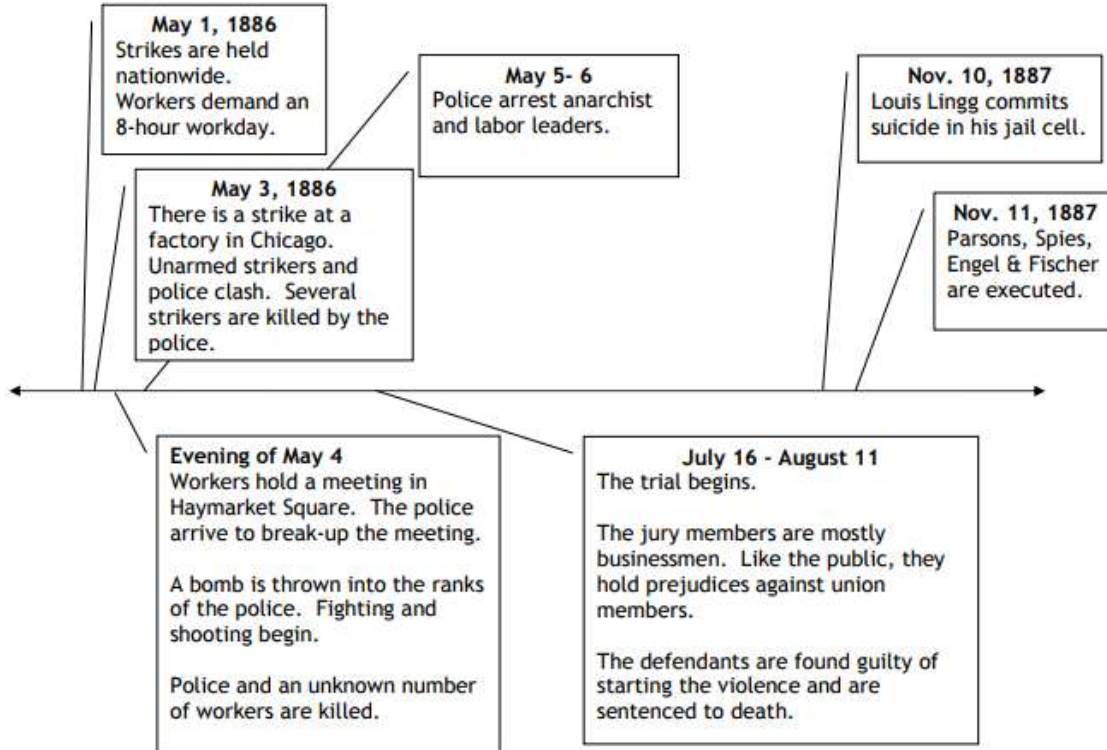 May 1, 1886
Strikes are held
nationwide.
Workers demand an
8-hour workday.
May 3, 1886
There is a strike at a
factory in Chicago.
Unarmed strikers and
police clash. Several
strikers are killed by the
police.
Evening of May 4
Workers hold a meeting in
Haymarket Square. The police
arrive to break-up the meeting.
A bomb is thrown into the ranks
of the police. Fighting and
shooting begin.
Police and an unknown number
of workers are killed.
May 5- 6
Police arrest anarchist
and labor leaders.
July 16 - August 11
The trial begins.
The jury members are mostly
businessmen. Like the public, they
hold prejudices against union
members.
The defendants are found guilty of
starting the violence and are
sentenced to death.
Nov. 10, 1887
Louis Lingg commits
suicide in his jail cell.
Nov. 11, 1887
Parsons, Spies,
Engel & Fischer
are executed.